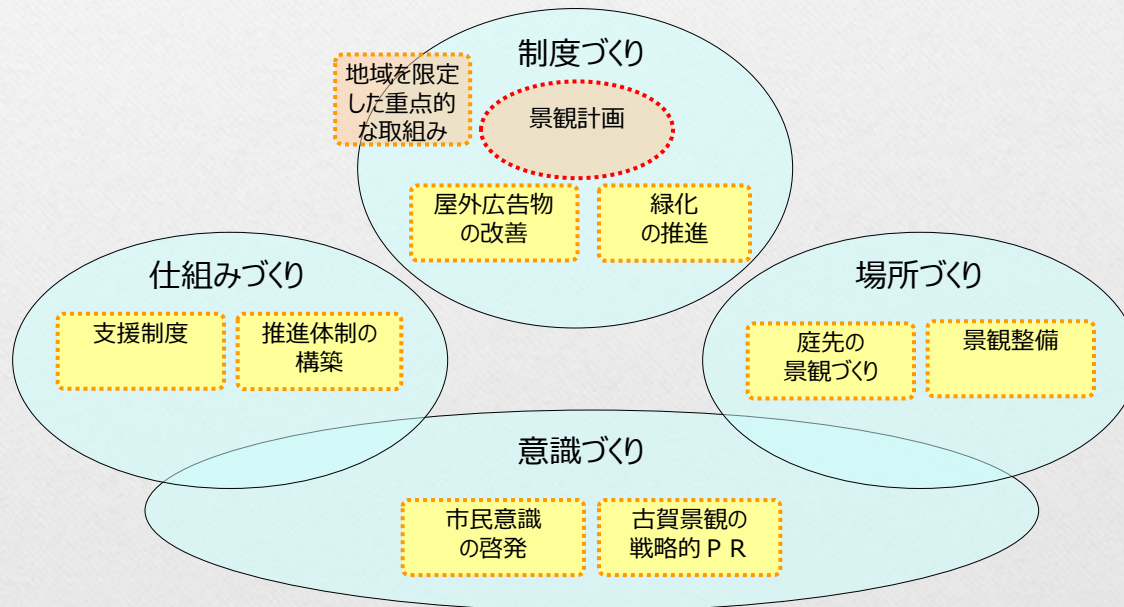 制度づくり
地域を限定
した重点的
な取組み
景観計画
屋外広告物
の改善
緑化
の推進
仕組みづくり
支援制度
推進体制の
構築
場所づくり
庭先の
景観づくり
景観整備
意識づくり
市民意識
の啓発
古賀景観の
戦略的ＰＲ